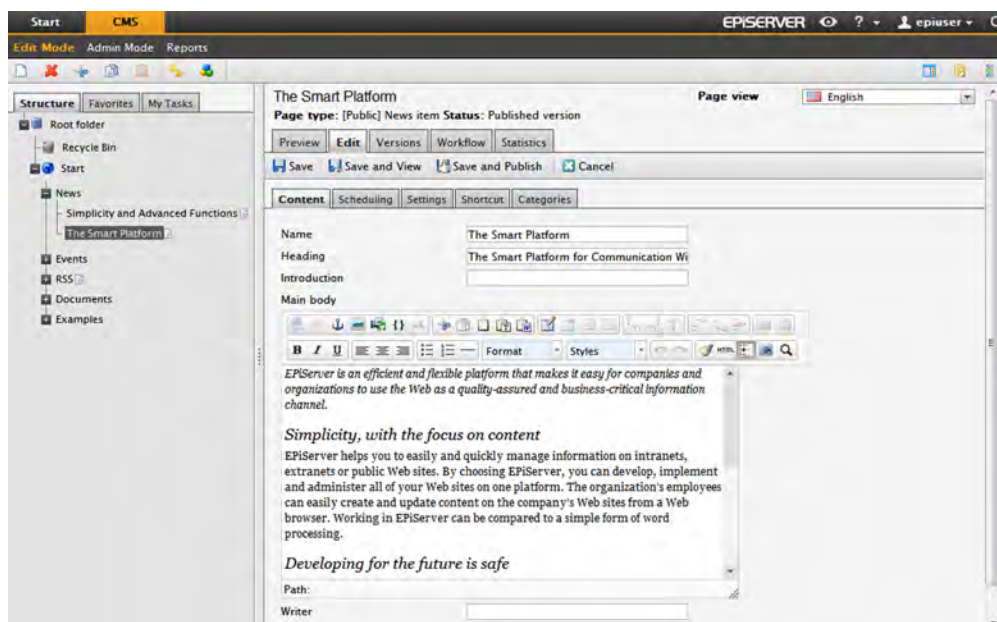 Start CMS EPiSERVER ? epiuser
Edit Mode Admin Mode Reports
Structure Favorites My Tasks
Root folder
Recycle Bin
Start
News
Simplicity and Advanced Functions
The Smart Platform
Events
RSS
Documents
Examples
The Smart Platform Page view English
Page type: [Public] News item Status: Published version
Preview Edit Versions Workflow Statistics
Save Save and View Save and Publish Cancel
Content Scheduling Settings Shortcut Categories
Name The Smart Platform
Heading The Smart Platform for Communication Wi
Introduction
Main body
B I U Format Styles HTML
EPiServer is an efficient and flexible platform that makes it easy for companies and
organizations to use the Web as a quality-assured and business-critical information
channel.
Simplicity, with the focus on content
EPiServer helps you to easily and quickly manage information on intranets,
extranets or public Web sites. By choosing EPiServer, you can develop, implement
and administer all of your Web sites on one platform. The organization's employees
can easily create and update content on the company's Web sites from a Web
browser. Working in EPiServer can be compared to a simple form of word
processing.
Developing for the future is safe
Path:
Writer